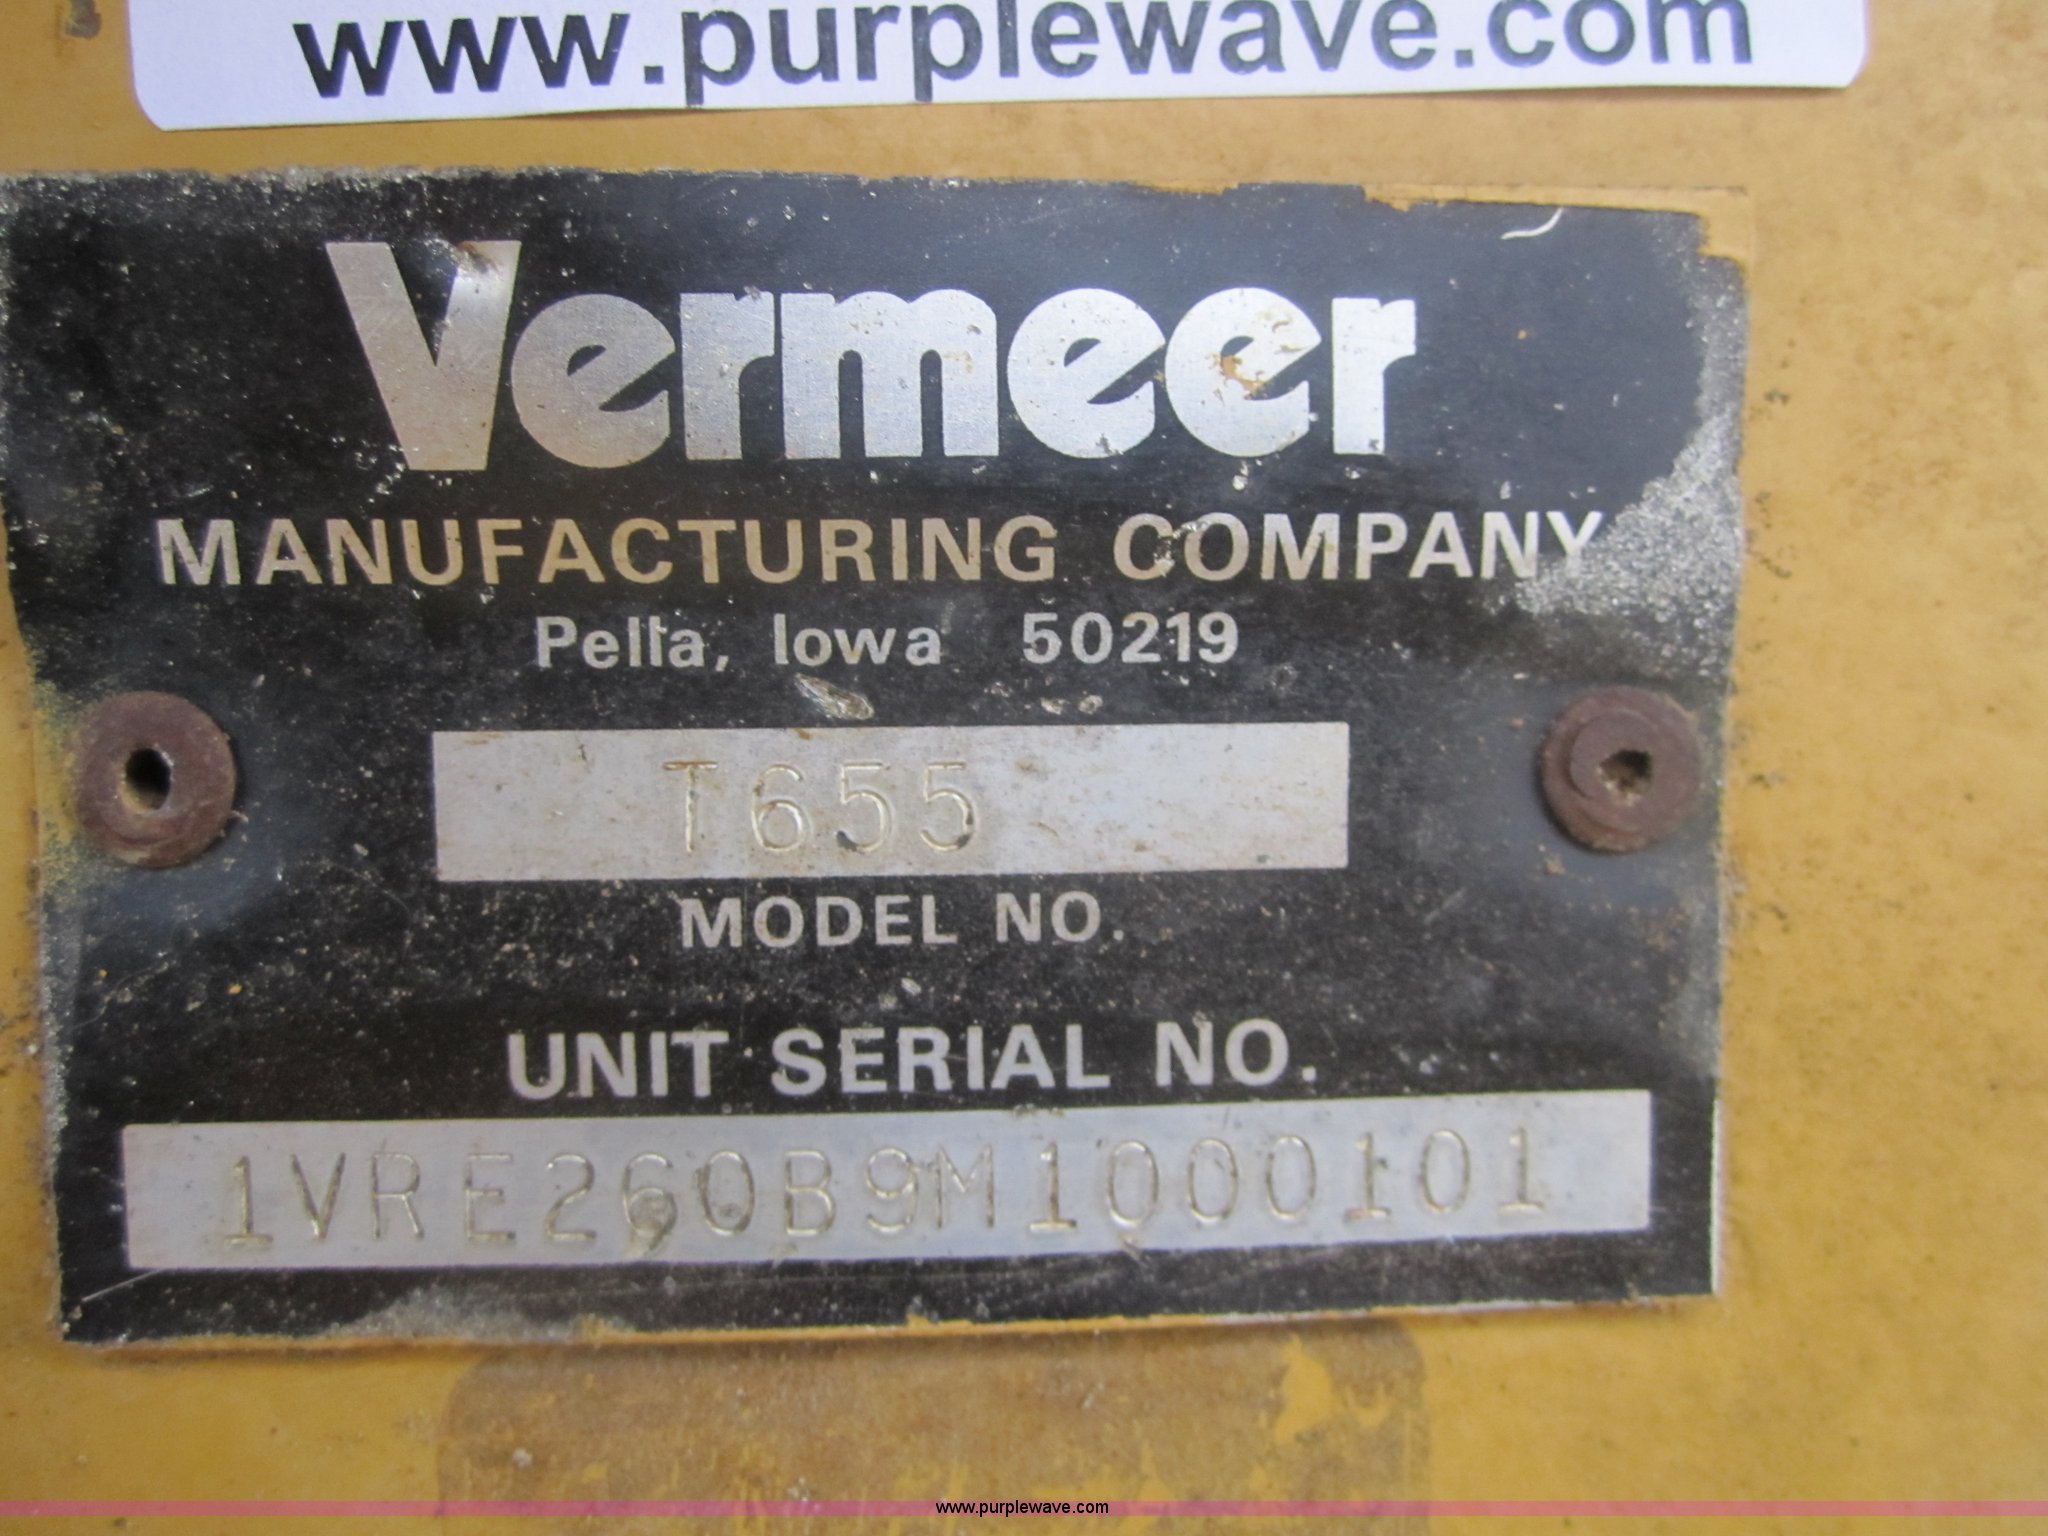 www.purplewave.com
Vermeer
MANUFACTURING COMPANY
Pella, Iowa 50219
T655
MODEL NO.
UNIT SERIAL NO.
1VRE260B9M1000101
www.purplewave.com